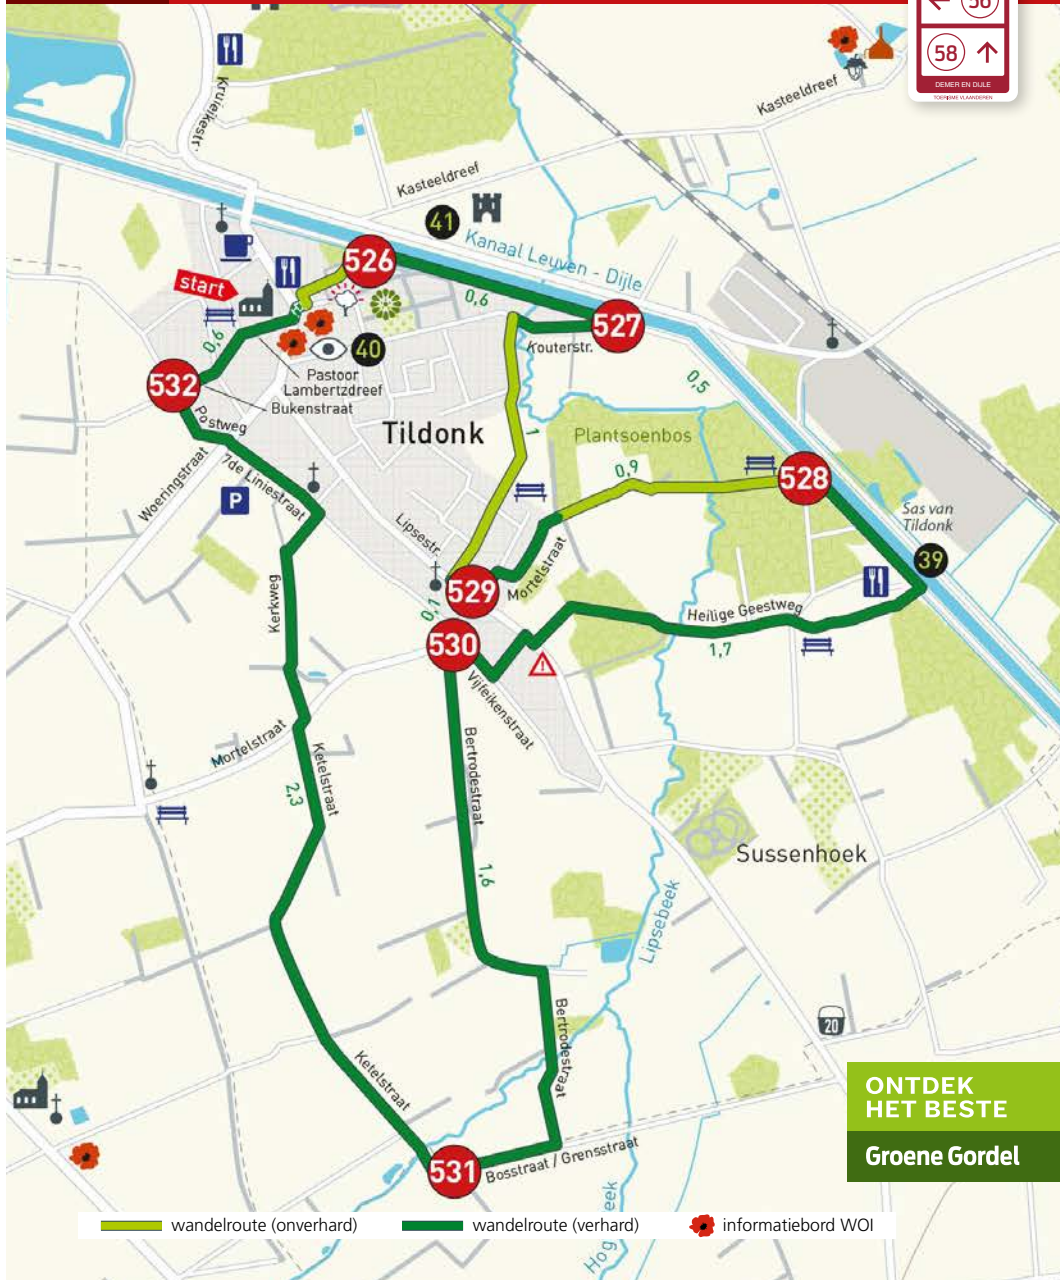 56
58
DEMER EN DIJLE
TOERISME VLAANDEREN
Kruieikestr.
Kasteeldreef
Kasteeldreef
41
Kanaal Leuven - Dijle
526
start
0,6
527
Kouterstr.
0,6
40
532
Pastoor
Lambertzdreef
Bukenstraat
0,5
Postweg
Tildonk
Plantsoenbos
1
0,9
528
Woeringstraat
7de Liniestraat
P
Lipsestr.
Sas van
Tildonk
39
529
Mortelstraat
Kerkweg
0,1
Heilige Geestweg
530
1,7
Vijfeikenstraat
Mortelstraat
Ketelstraat
2,3
Bertrodestraat
Sussenhoek
1,6
Lipsebeek
Bertrodestraat
20
Ketelstraat
ONTDEK
HET BESTE
Groene Gordel
531
Bosstraat / Grensstraat
wandelroute (onverhard)
wandelroute (verhard)
informatiebord WOI